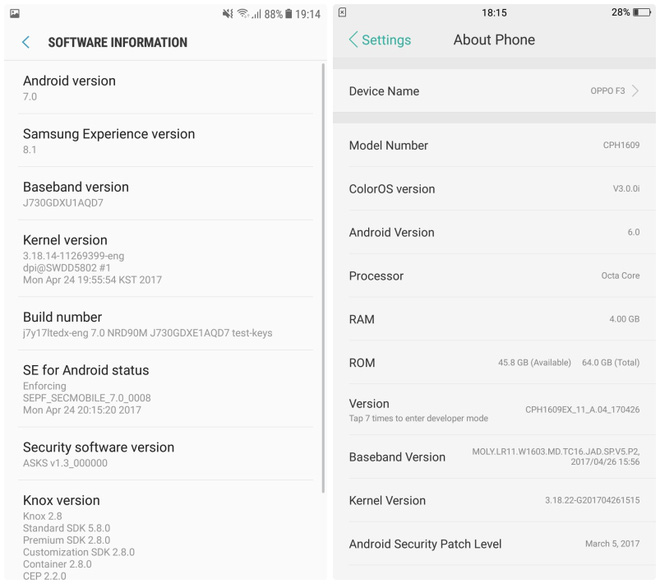 88% 19:14
SOFTWARE INFORMATION
Android version
7.0
Samsung Experience version
8.1
Baseband version
J730GDXU1AQD7
Kernel version
3.18.14-11269399-eng
dpi@SWDD5802 #1
Mon Apr 24 19:55:54 KST 2017
Build number
j7y17ltedx-eng 7.0 NRD90M J730GDXE1AQD7 test-keys
SE for Android status
Enforcing
SEPF_SECMOBILE_7.0_0008
Mon Apr 24 20:15:20 2017
Security software version
ASKS v1.3_000000
Knox version
Knox 2.8
Standard SDK 5.8.0
Premium SDK 2.8.0
Customization SDK 2.8.0
Container 2.8.0
CEP 2.2.0
18:15 28%
Settings About Phone
Device Name OPPO F3
Model Number CPH1609
ColorOS version V3.0.0i
Android Version 6.0
Processor Octa Core
RAM 4.00 GB
ROM 45.8 GB (Available) 64.0 GB (Total)
Version CPH1609EX_11_A.04_170426
Tap 7 times to enter developer mode
Baseband Version MOLY.LR11.W1603.MD.TC16.JAD.SP.V5.P2,
2017/04/26 15:56
Kernel Version 3.18.22-G201704261515
Android Security Patch Level March 5, 2017